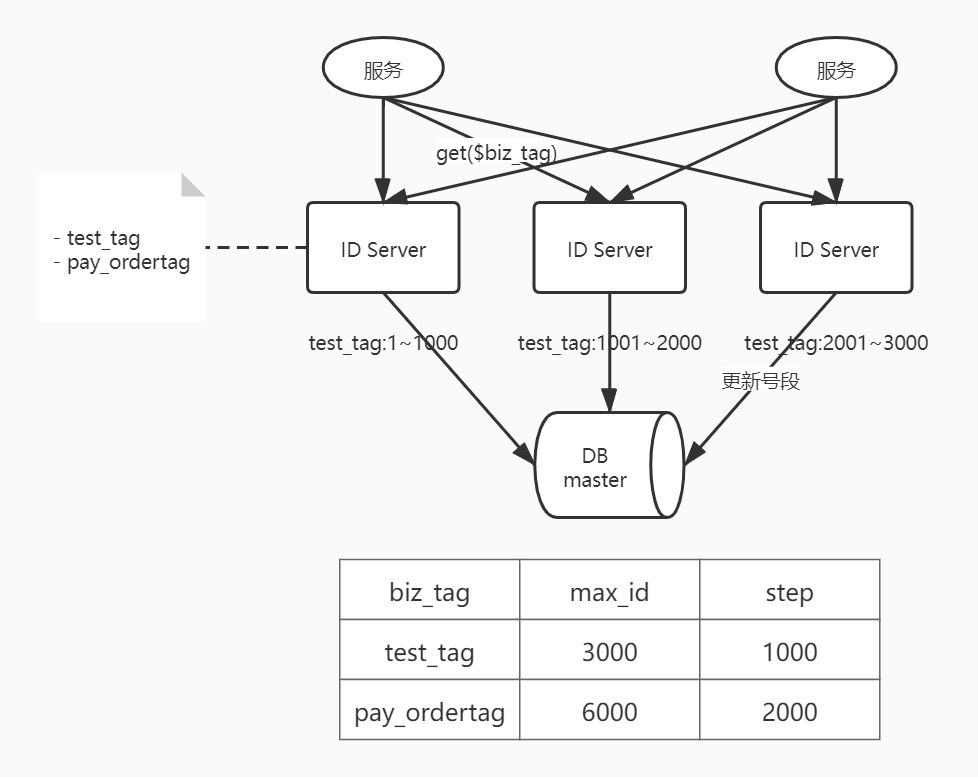 服务
服务
get($biz_tag)
- test_tag
- pay_ordertag
ID Server
ID Server
ID Server
test_tag:1~1000
test_tag:1001~2000
test_tag:2001~3000
更新号段
DB
master
biz_tag max_id step
test_tag 3000 1000
pay_ordertag 6000 2000